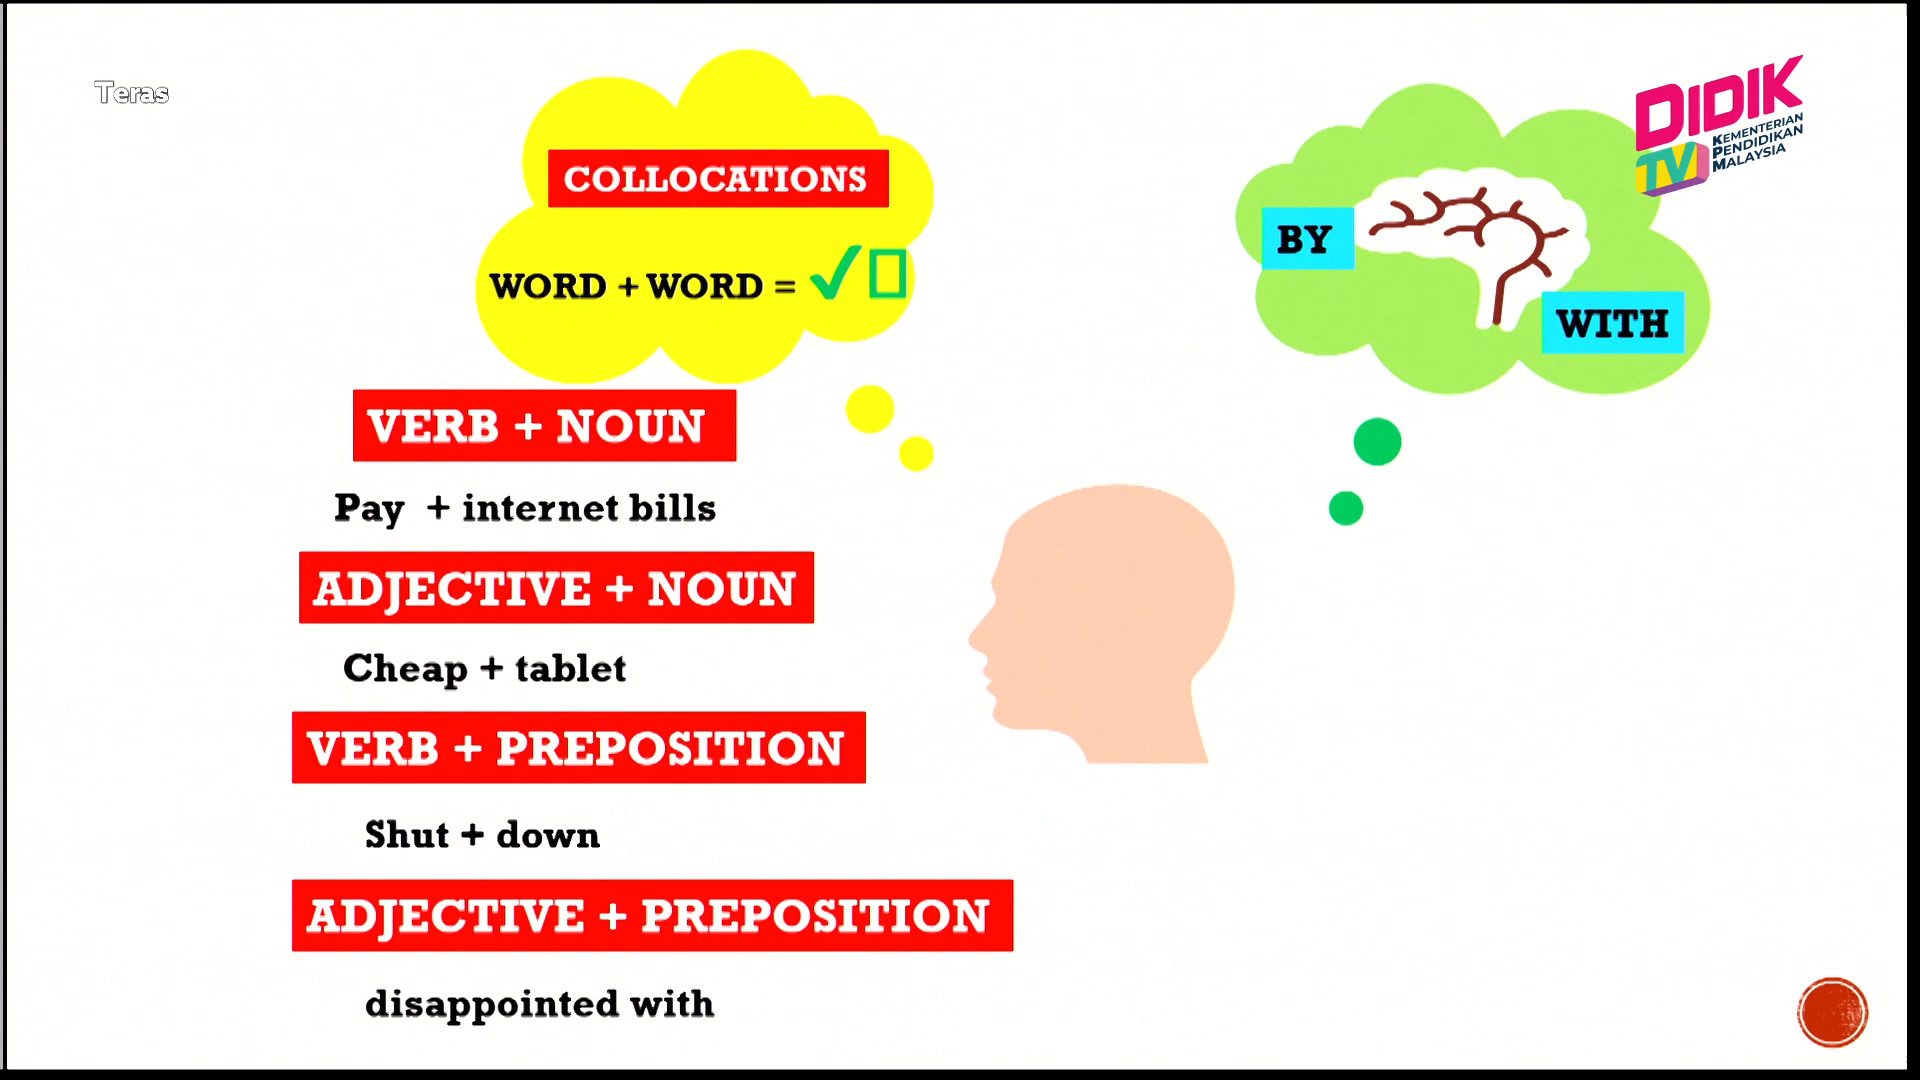 Teras
COLLOCATIONS
WORD + WORD = ✓
VERB + NOUN
Pay + internet bills
ADJECTIVE + NOUN
Cheap + tablet
VERB + PREPOSITION
Shut + down
ADJECTIVE + PREPOSITION
disappointed with
BY
WITH
DIDIK
TV
KEMENTERIAN
PENDIDIKAN
MALAYSIA